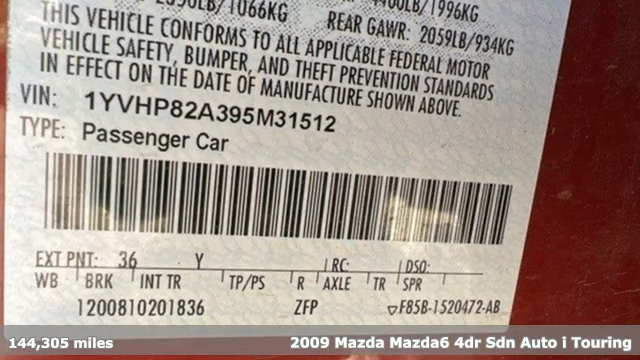 2350LB/1066KG 4400LB/1996KG
REAR GAWR: 2059LB/934KG
THIS VEHICLE CONFORMS TO ALL APPLICABLE FEDERAL MOTOR
VEHICLE SAFETY, BUMPER, AND THEFT PREVENTION STANDARDS
IN EFFECT ON THE DATE OF MANUFACTURE SHOWN ABOVE.
VIN: 1YVHP82A395M31512
TYPE: Passenger Car
EXT PNT: 36 Y RC: DSO:
WB BRK INT TR TP/PS R AXLE TR SPR
1200810201836 ZFP F85B-1520472-AB
144,305 miles 2009 Mazda Mazda6 4dr Sdn Auto i Touring